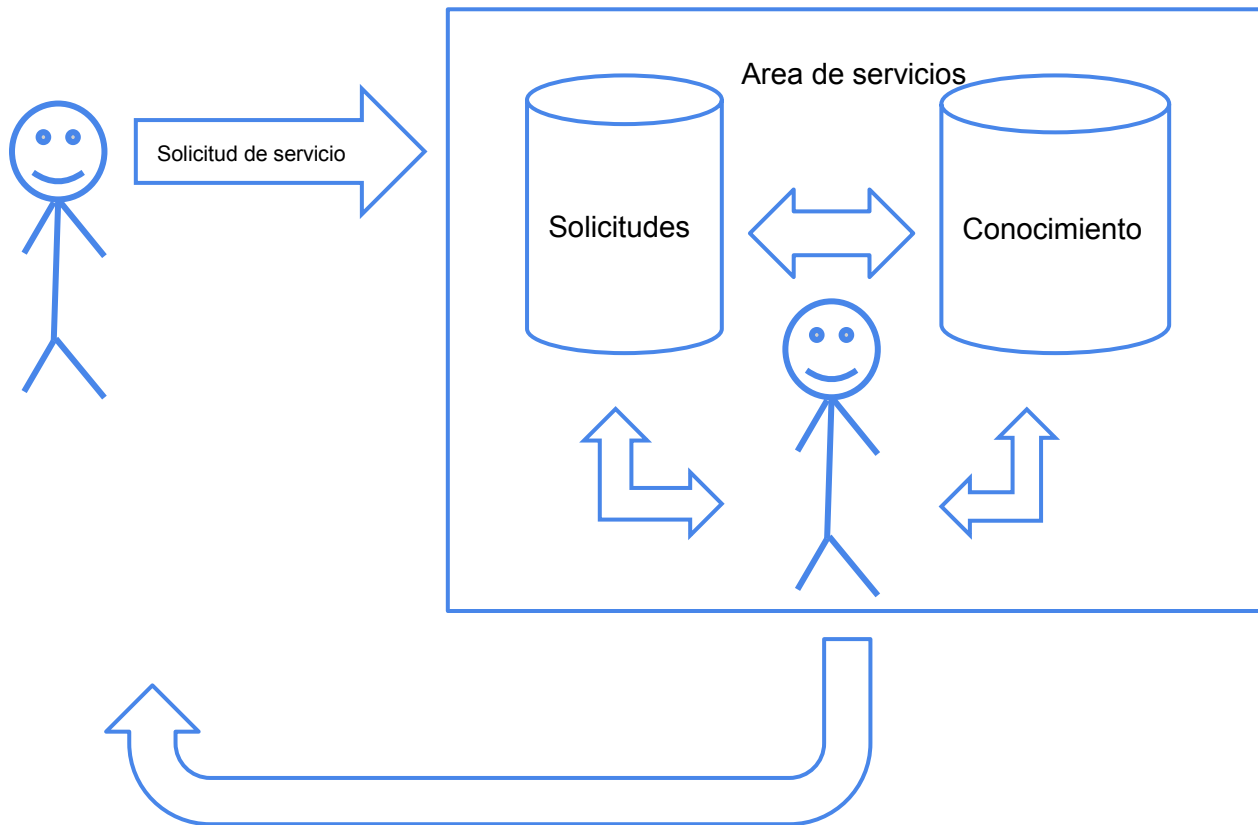 Area de servicios
Solicitud de servicio
Solicitudes
Conocimiento